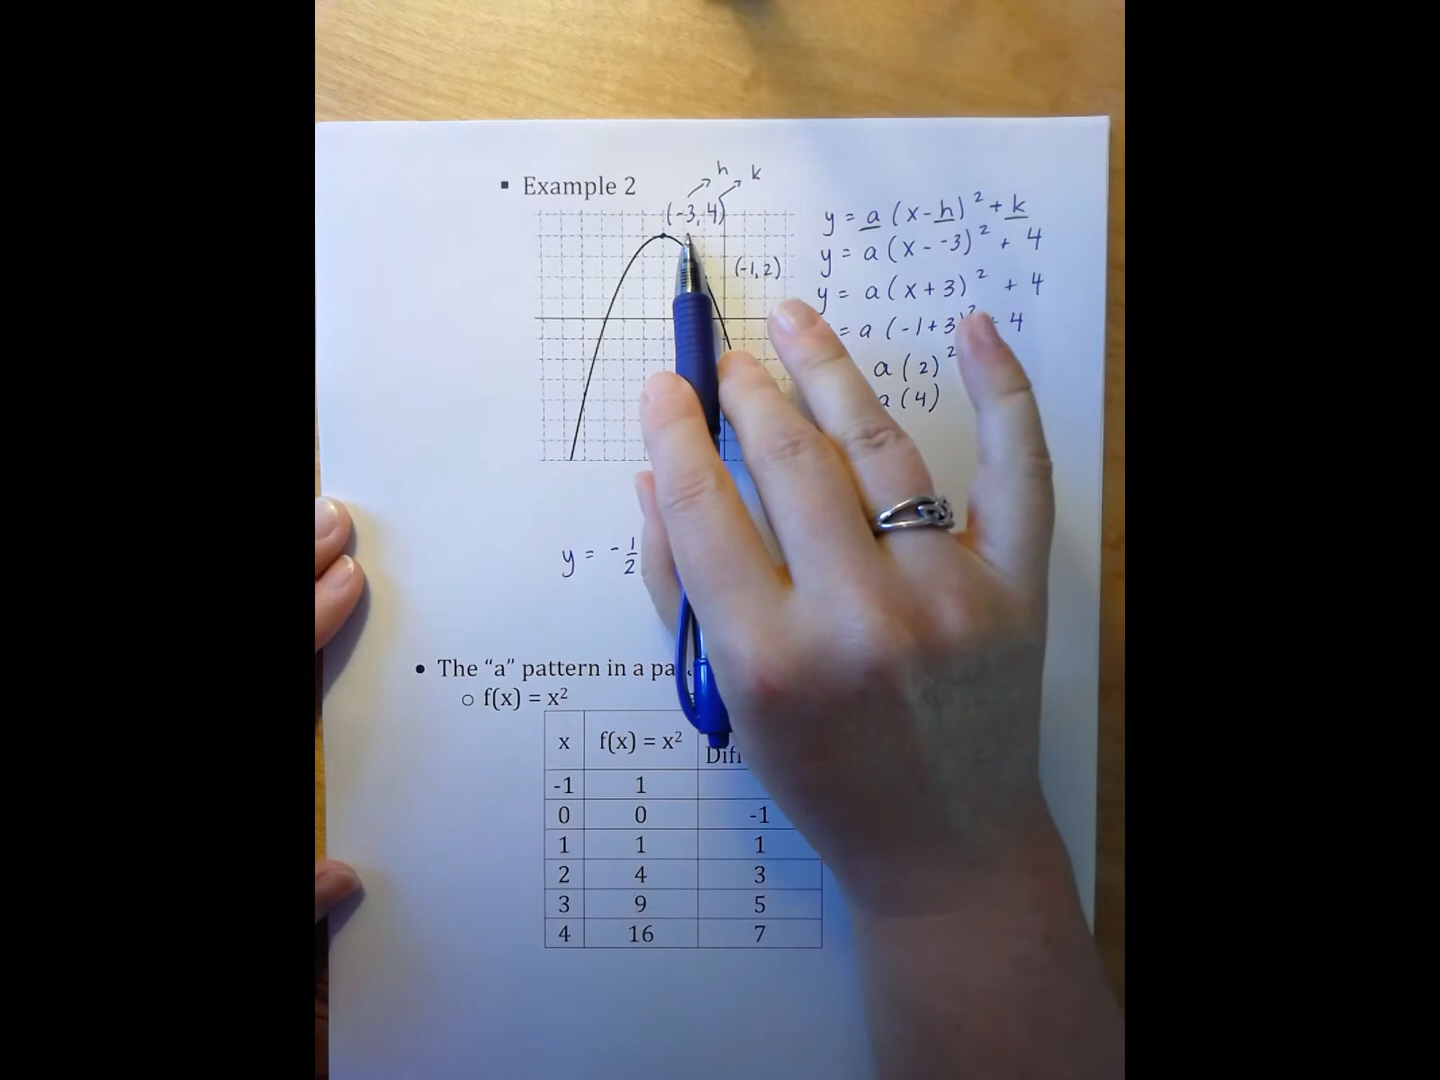 ▪ Example 2
h k
(-3, 4)
(-1, 2)
y = a (x - h)² + k
y = a (x - -3)² + 4
y = a (x + 3)² + 4
= a (-1 + 3)² + 4
a (2)²
a (4)
y = - 1/2
• The “a” pattern in a
○ f(x) = x²
x f(x) = x²
-1 1
0 0 -1
1 1 1
2 4 3
3 9 5
4 16 7